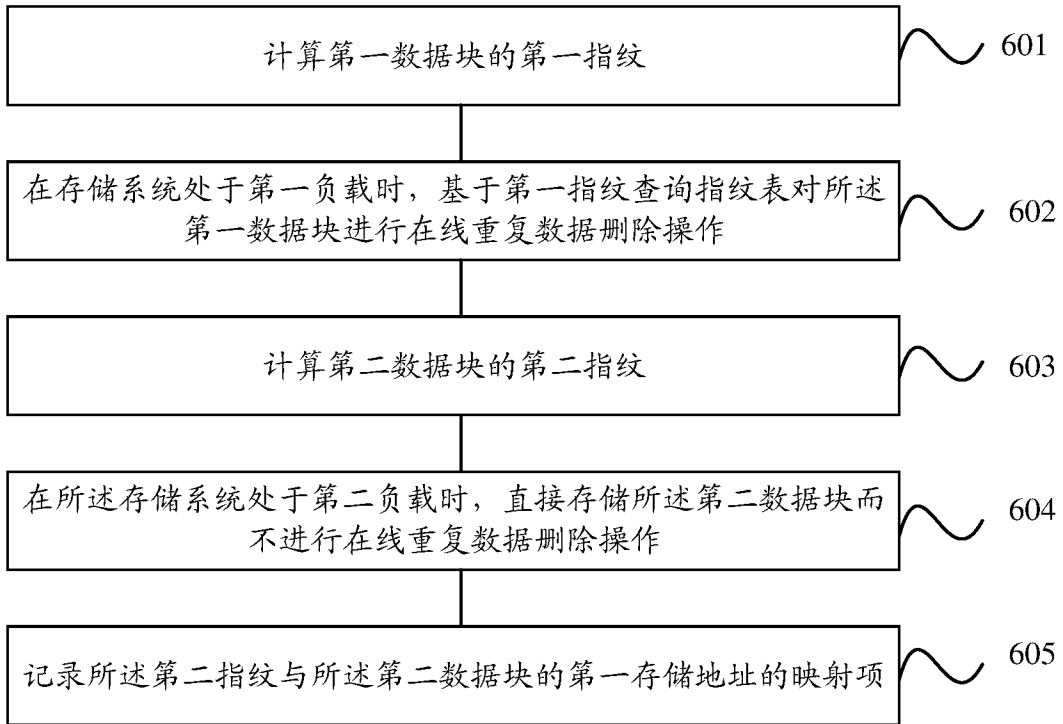 计算第一数据块的第一指纹
601
在存储系统处于第一负载时，基于第一指纹查询指纹表对所述
第一数据块进行在线重复数据删除操作
602
计算第二数据块的第二指纹
603
在所述存储系统处于第二负载时，直接存储所述第二数据块而
不进行在线重复数据删除操作
604
记录所述第二指纹与所述第二数据块的第一存储地址的映射项
605